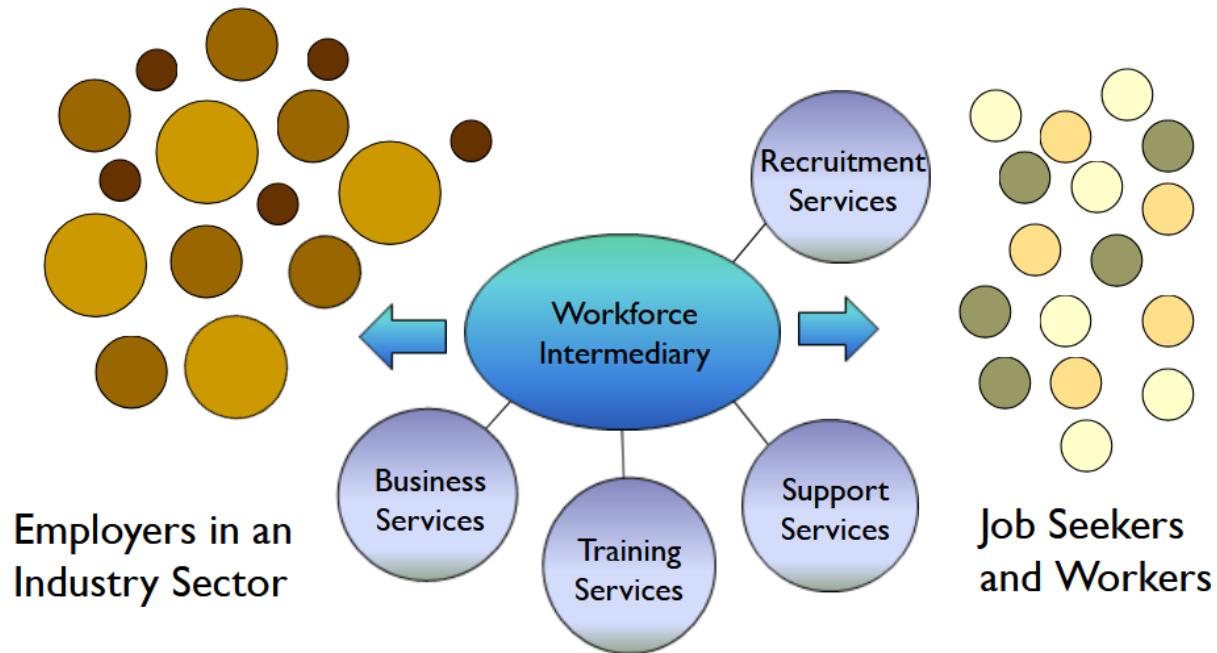 Recruitment
Services
Workforce
Intermediary
Business
Services
Training
Services
Support
Services
Employers in an
Industry Sector
Job Seekers
and Workers